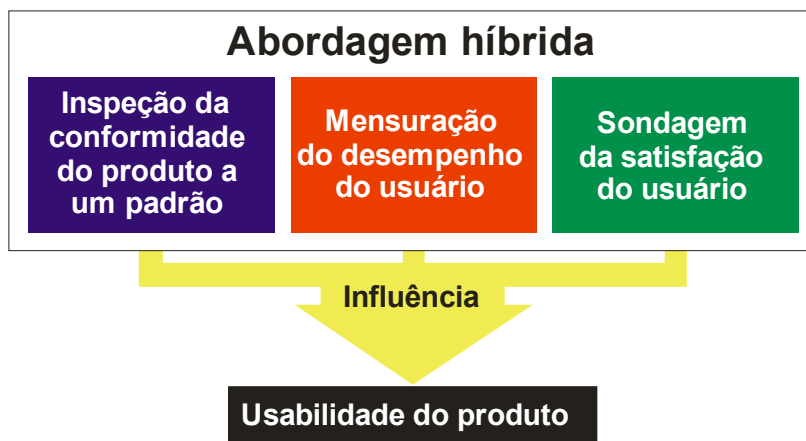 Abordagem híbrida
Inspeção da
conformidade
do produto a
um padrão
Mensuração
do desempenho
do usuário
Sondagem
da satisfação
do usuário
Influência
Usabilidade do produto